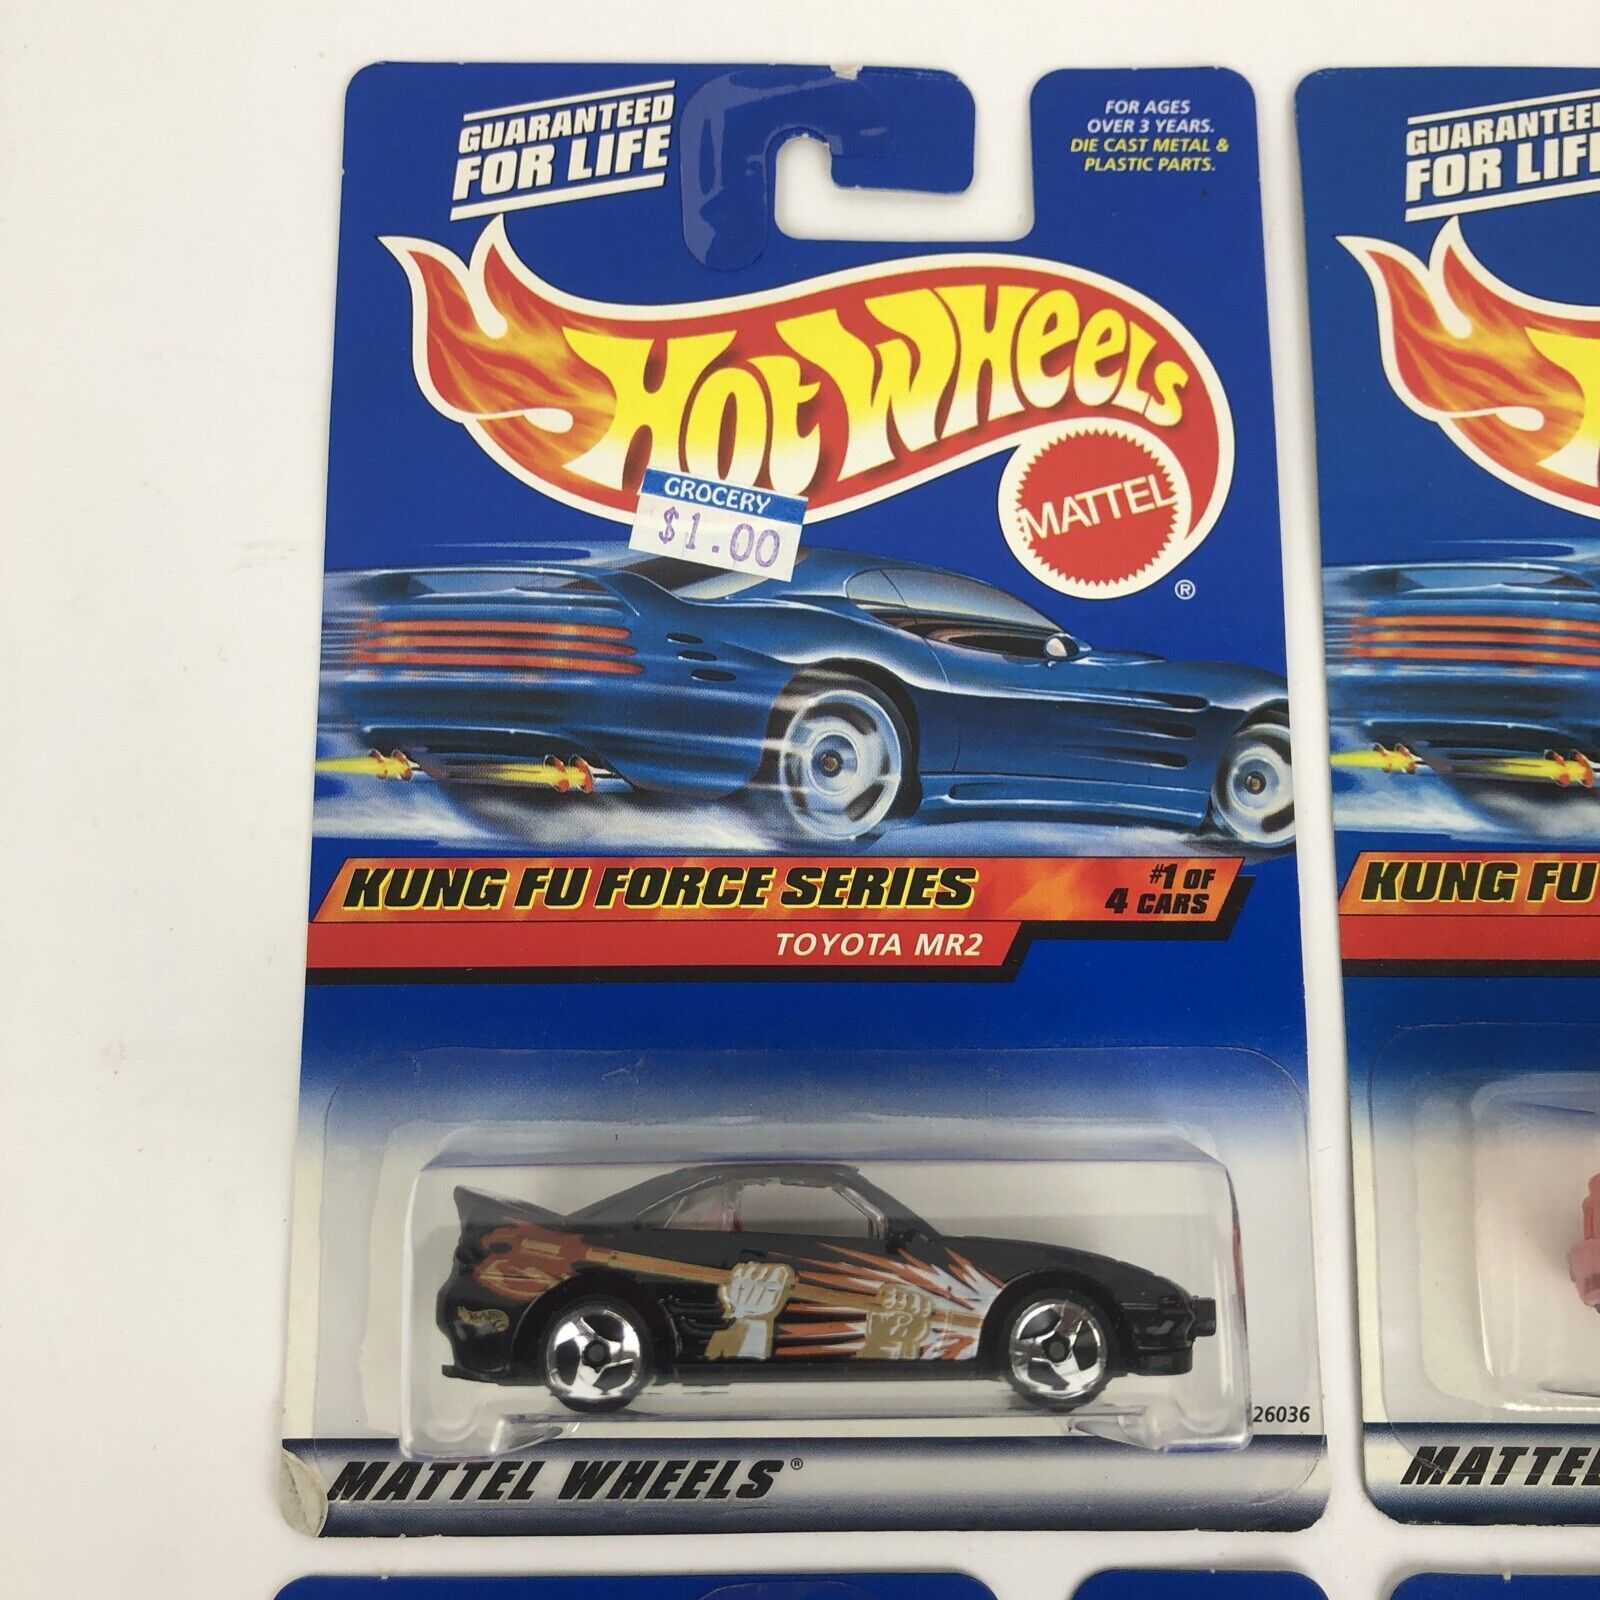 GUARANTEED
FOR LIFE
FOR AGES
OVER 3 YEARS.
DIE CAST METAL &
PLASTIC PARTS.
HOT WHEELS
MATTEL
®
GROCERY
$1.00
KUNG FU FORCE SERIES
#1 OF
4 CARS
TOYOTA MR2
Hot Wheels
26036
MATTEL WHEELS®
GUARANTEED
FOR LIF
KUNG FU
MATTEL